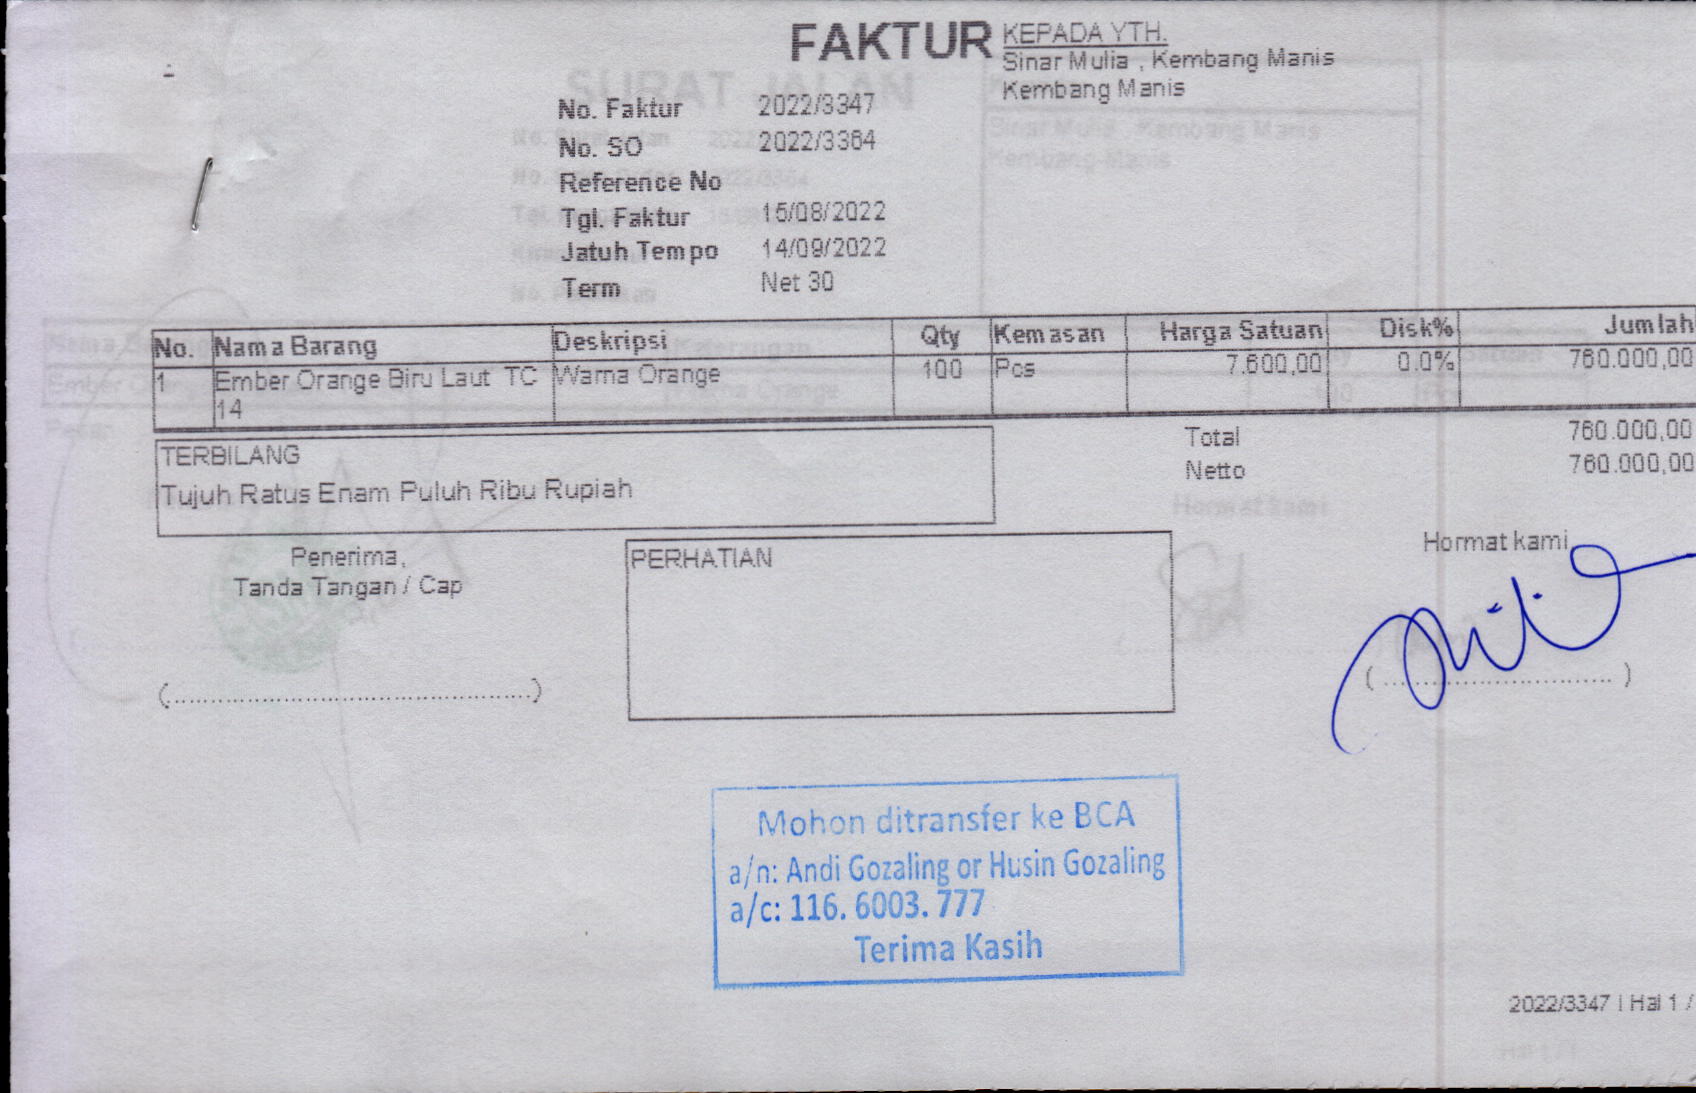 FAKTUR
KEPADA YTH.
Sinar Mulia , Kembang Manis
Kembang Manis
No. Faktur 2022/3347
No. SO 2022/3364
Reference No
Tgl. Faktur 15/08/2022
Jatuh Tempo 14/09/2022
Term Net 30
No. Nama Barang Deskripsi Qty Kemasan Harga Satuan Disk% Jumlah
1 Ember Orange Biru Laut TC Warna Orange 100 Pcs 7.600,00 0.0% 760.000,00
14
Total 760.000,00
Netto 760.000,00
TERBILANG
Tujuh Ratus Enam Puluh Ribu Rupiah
Penerima,
Tanda Tangan / Cap
(..........................................)
PERHATIAN
Hormat kami
(............................)
Mohon ditransfer ke BCA
a/n: Andi Gozaling or Husin Gozaling
a/c: 116. 6003. 777
Terima Kasih
2022/3347 | Hal 1 /